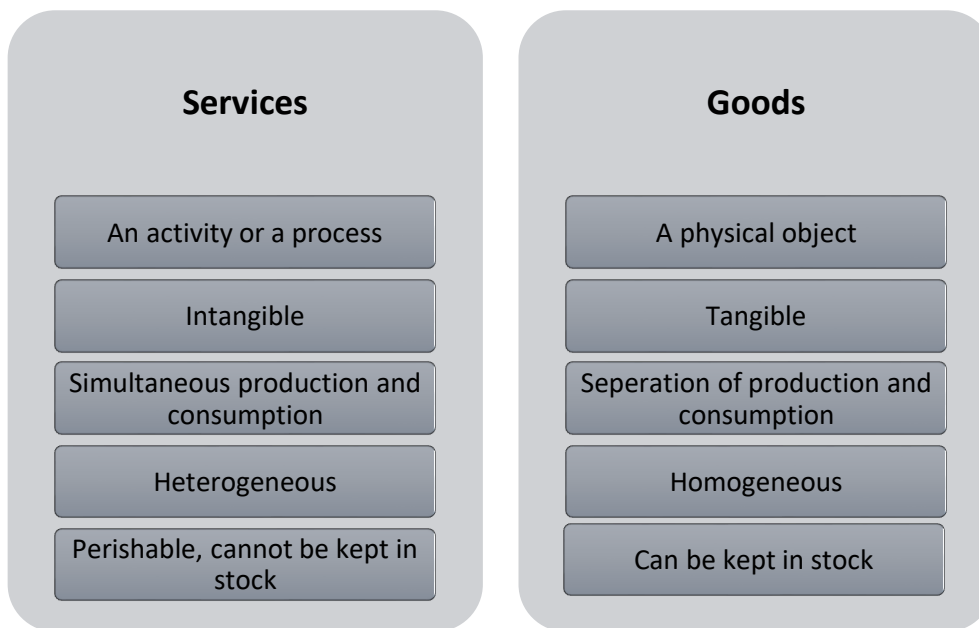 Services
An activity or a process
Intangible
Simultaneous production and
consumption
Heterogeneous
Perishable, cannot be kept in
stock
Goods
A physical object
Tangible
Seperation of production and
consumption
Homogeneous
Can be kept in stock